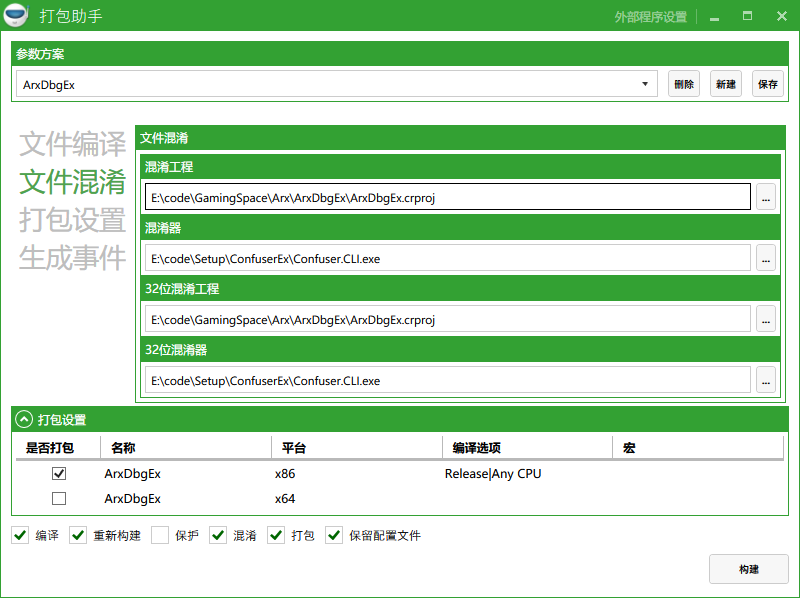 打包助手
外部程序设置
参数方案
ArxDbgEx
删除
新建
保存
文件编译
文件混淆
打包设置
生成事件
文件混淆
混淆工程
E:\code\GamingSpace\Arx\ArxDbgEx\ArxDbgEx.crproj
...
混淆器
E:\code\Setup\ConfuserEx\Confuser.CLI.exe
...
32位混淆工程
E:\code\GamingSpace\Arx\ArxDbgEx\ArxDbgEx.crproj
...
32位混淆器
E:\code\Setup\ConfuserEx\Confuser.CLI.exe
...
打包设置
是否打包 名称 平台 编译选项 宏
ArxDbgEx x86 Release|Any CPU
ArxDbgEx x64
编译 重新构建 保护 混淆 打包 保留配置文件
构建